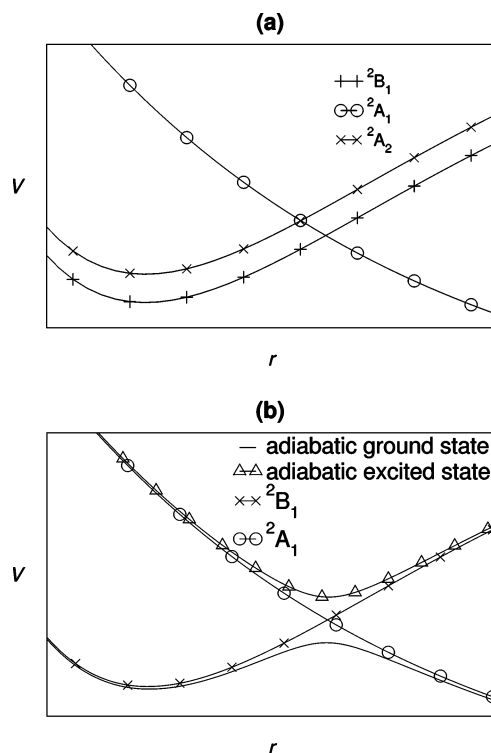 (a)
²B₁
²A₁
²A₂
V
r
(b)
adiabatic ground state
adiabatic excited state
²B₁
²A₁
V
r